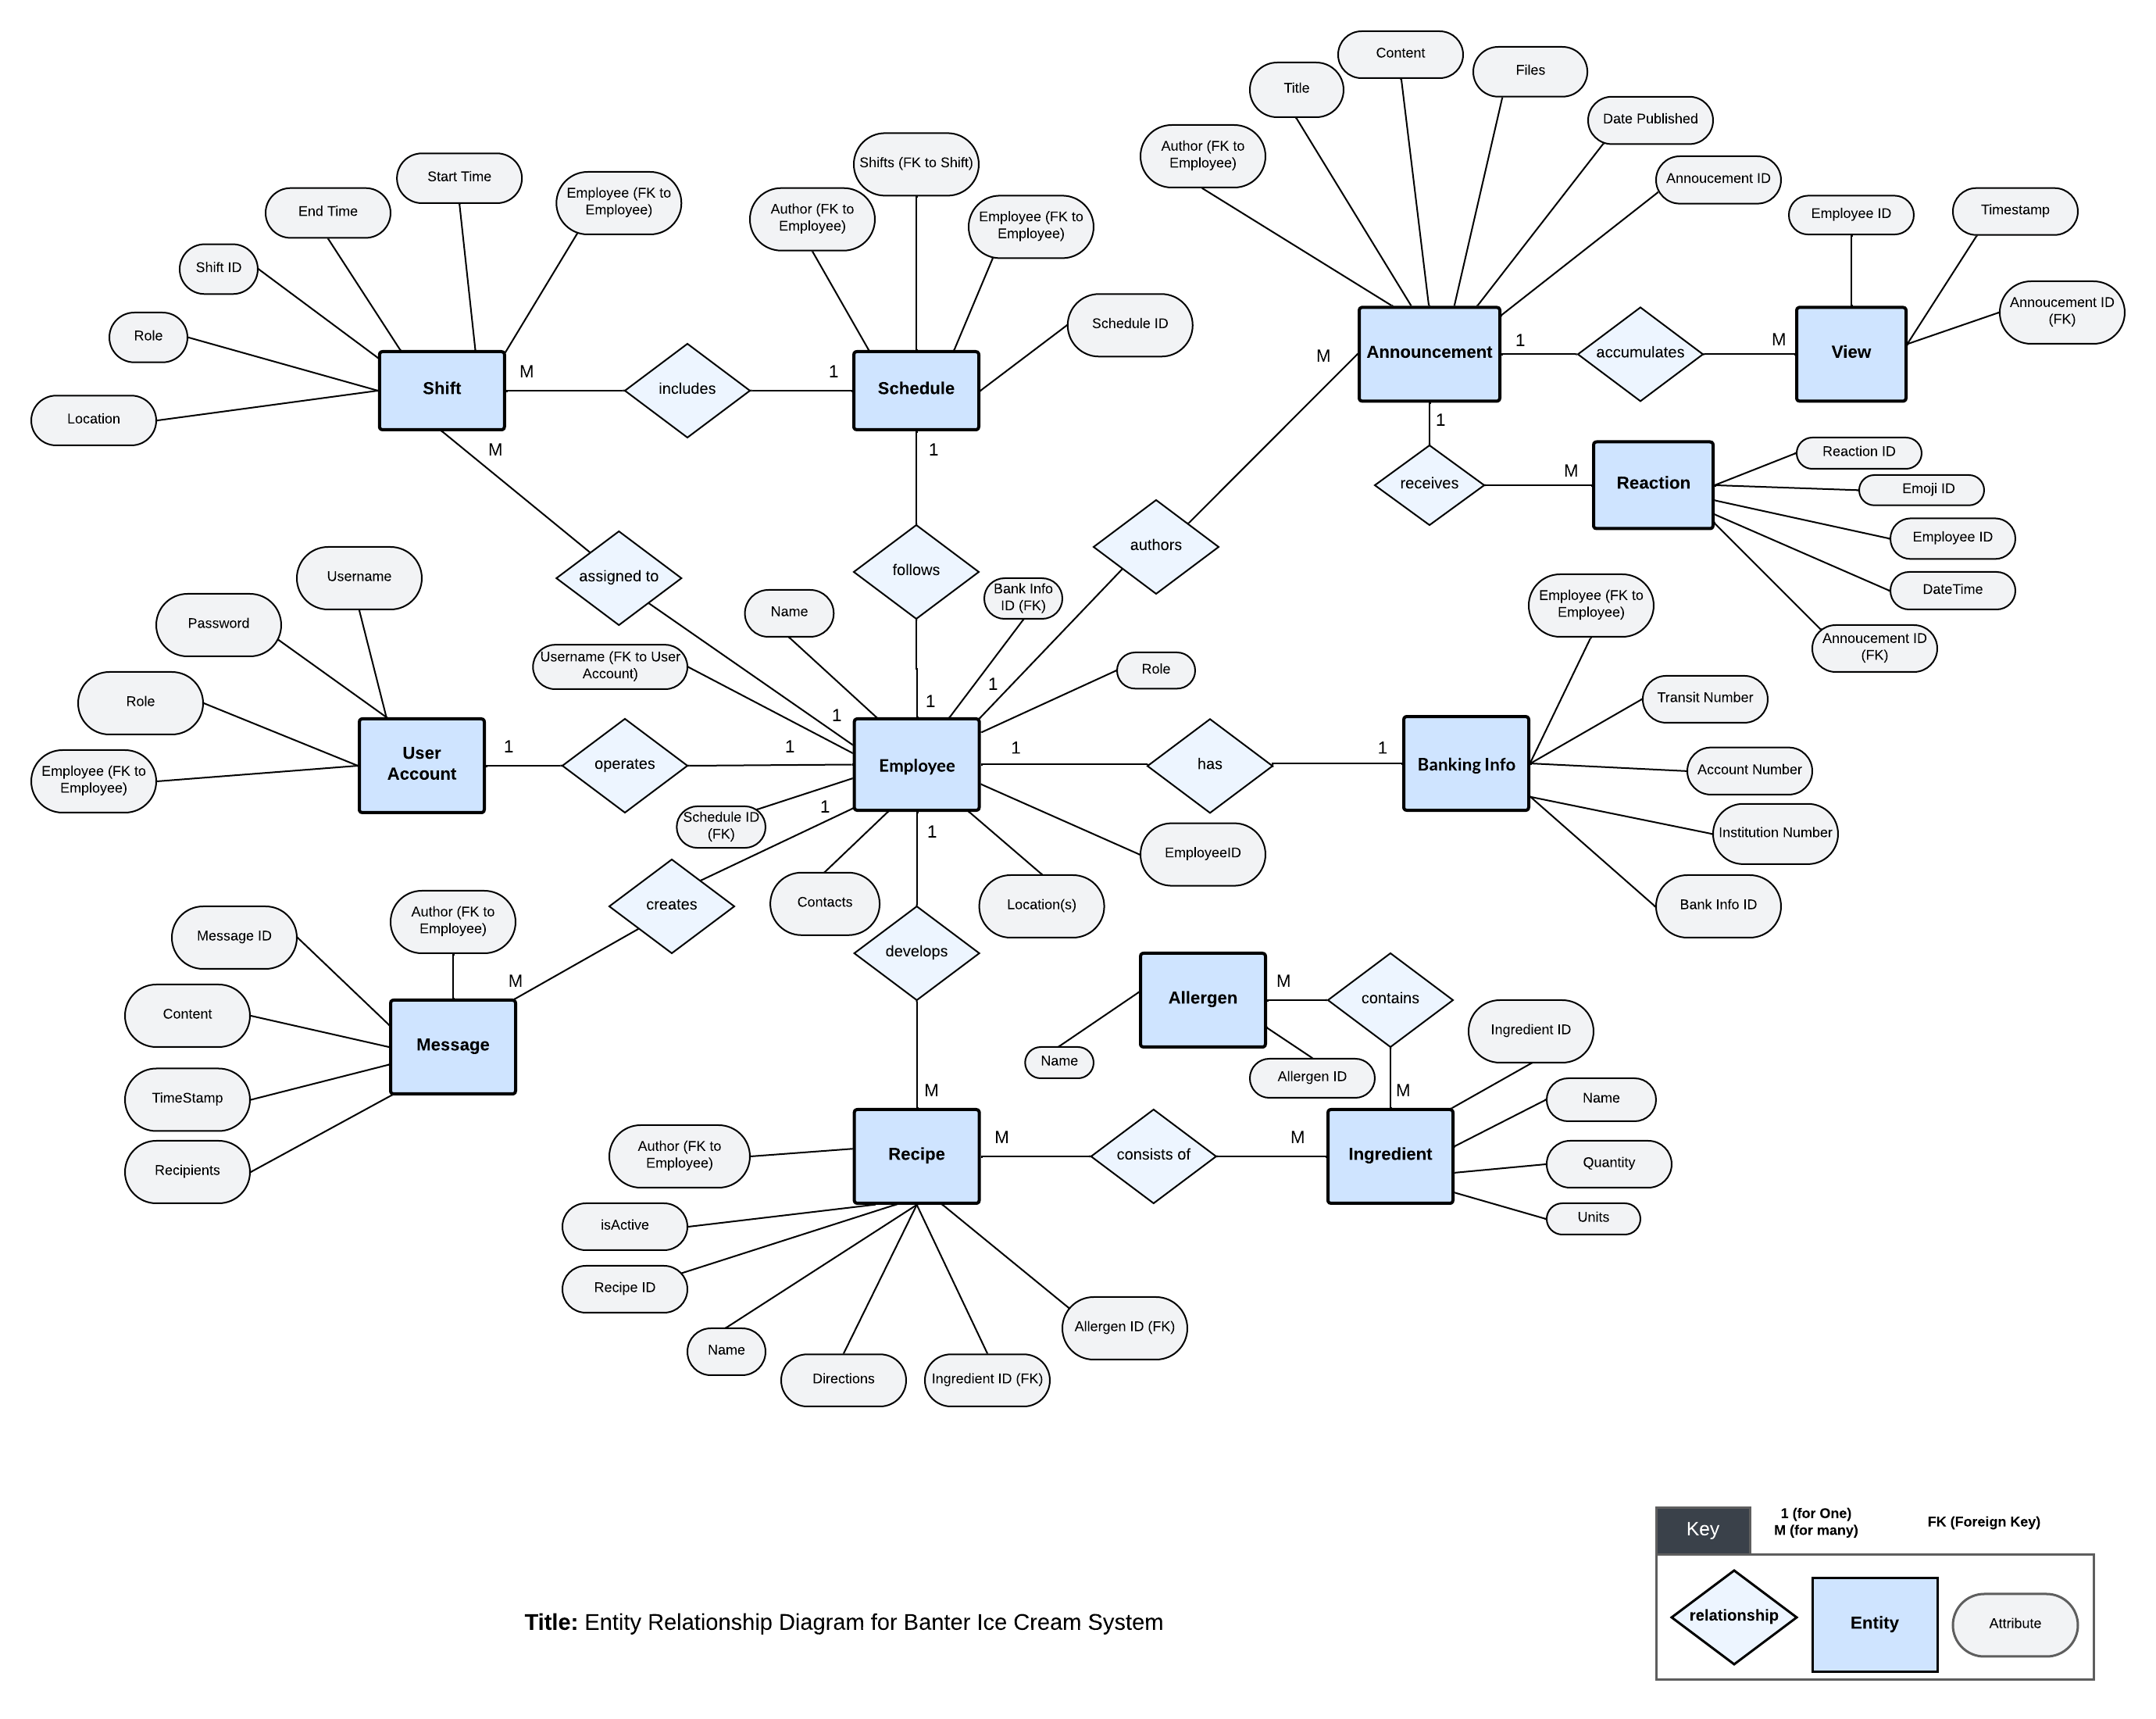 Content
Files
Title
Date Published
Author (FK to
Employee)
Annoucement ID
Shifts (FK to Shift)
Start Time
Employee (FK to
Employee)
End Time
Author (FK to
Employee)
Employee (FK to
Employee)
Employee ID
Timestamp
Shift ID
Annoucement ID
(FK)
Schedule ID
Role
Announcement
1
accumulates
M
View
M
Shift
M
includes
1
Schedule
Location
1
M
1
receives
M
Reaction
Reaction ID
Emoji ID
Employee ID
DateTime
Annoucement ID
(FK)
authors
follows
assigned to
Username
Password
Name
Bank Info
ID (FK)
Employee (FK to
Employee)
Username (FK to User
Account)
Role
Transit Number
Role
1
1
1
User
Account
1
operates
1
Employee
1
has
1
Banking Info
Account Number
Employee (FK to
Employee)
Schedule ID
(FK)
1
1
Institution Number
EmployeeID
Contacts
Location(s)
Bank Info ID
creates
develops
Author (FK to
Employee)
Message ID
M
Content
Message
TimeStamp
Recipients
Allergen
M
contains
Name
Allergen ID
Ingredient ID
M
M
Name
Author (FK to
Employee)
Recipe
M
consists of
M
Ingredient
Quantity
Units
isActive
Recipe ID
Name
Directions
Ingredient ID (FK)
Allergen ID (FK)
Key
1 (for One)
M (for many)
FK (Foreign Key)
relationship
Entity
Attribute
Title: Entity Relationship Diagram for Banter Ice Cream System